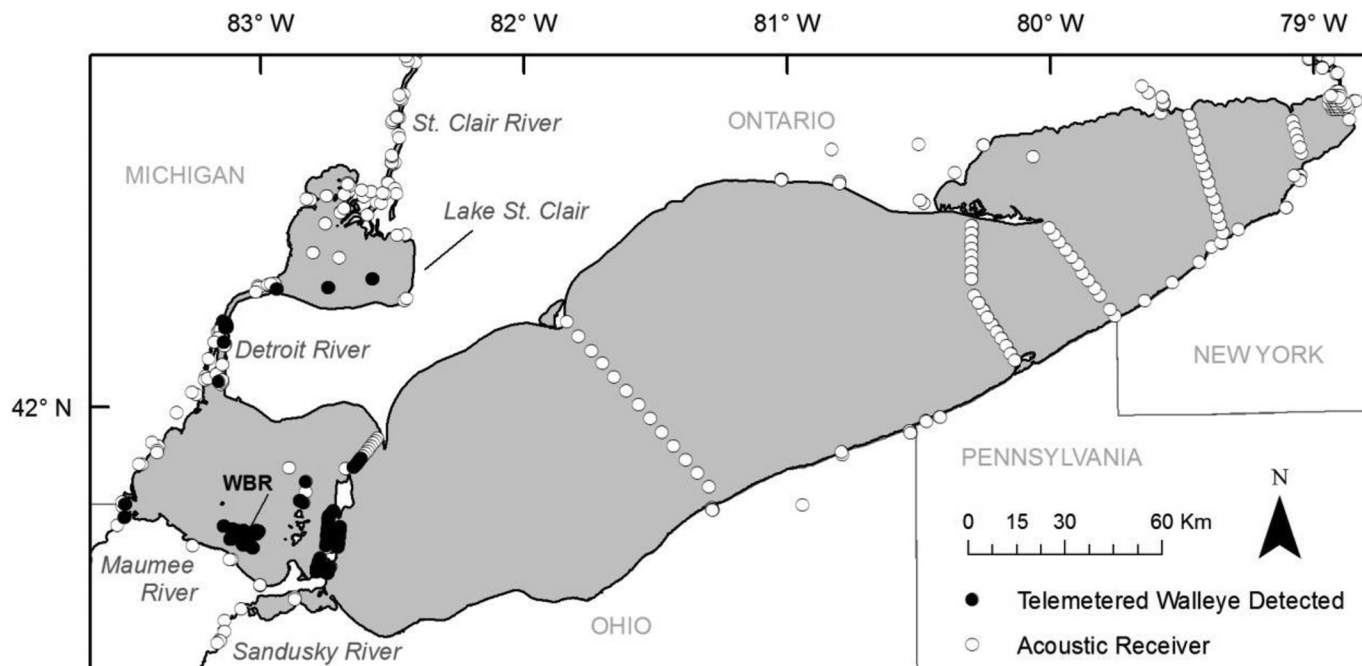 83° W
82° W
81° W
80° W
79° W
St. Clair River
ONTARIO
MICHIGAN
Lake St. Clair
Detroit River
NEW YORK
42° N
PENNSYLVANIA
WBR
N
0 15 30 60 Km
Maumee
River
Telemetered Walleye Detected
OHIO
Acoustic Receiver
Sandusky River